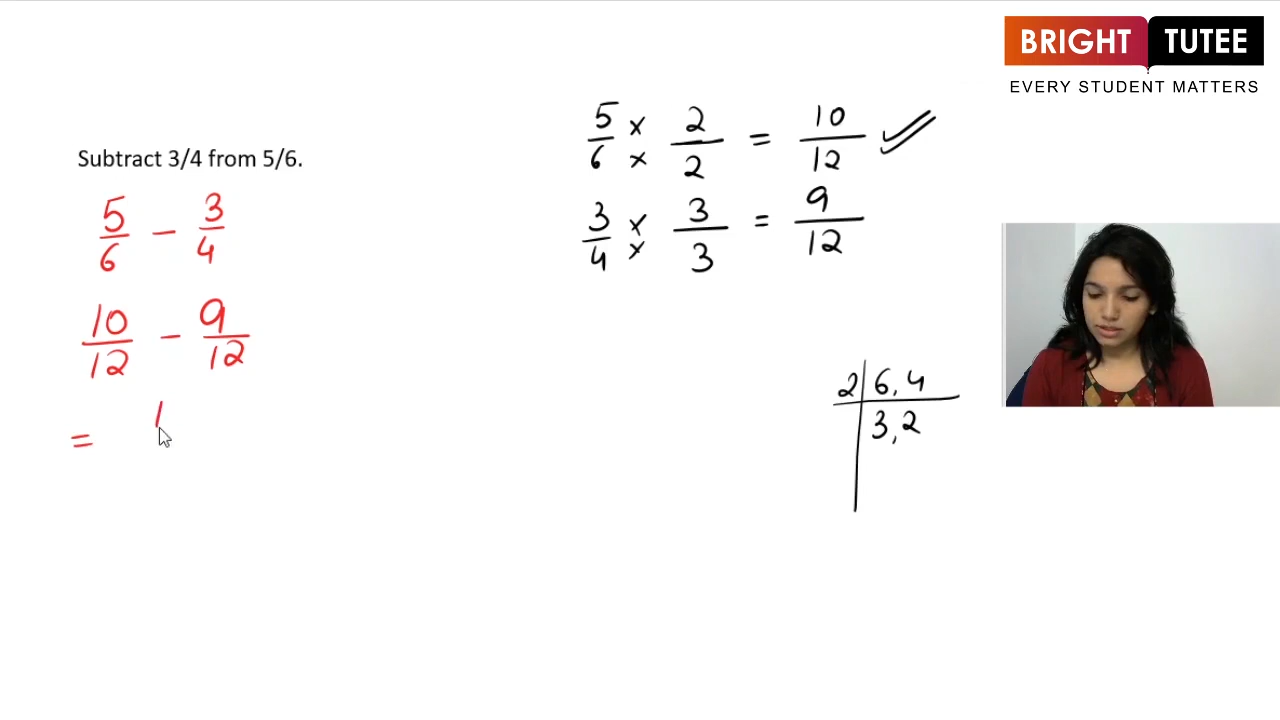 BRIGHT TUTEE
EVERY STUDENT MATTERS
Subtract 3/4 from 5/6.
5/6 - 3/4
10/12 - 9/12
= 1
5/6 × × 2/2 = 10/12 ✓
3/4 × × 3/3 = 9/12
2 | 6, 4
3, 2